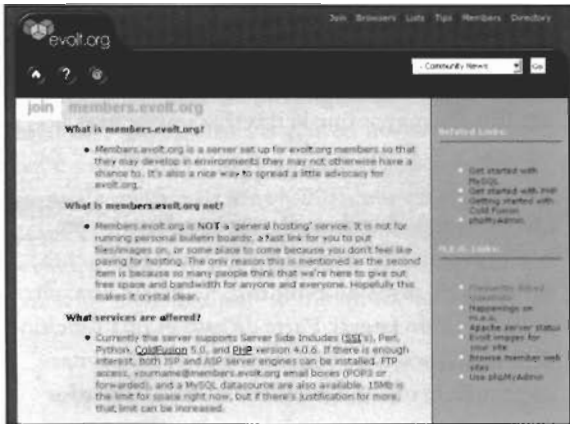 Join Browsers Lists Tips Members Directory
evolt.org
?
- Community News
Go
join members.evolt.org
What is members.evolt.org?
• Members.evolt.org is a server set up for evolt.org members so that
they may develop in environments they may not otherwise have a
chance to. It's also a nice way to spread a little advocacy for
evolt.org.
Related Links:
• Get started with
MySQL
• Get started with PHP
• Getting started with
Cold Fusion
• phpMyAdmin
What is members.evolt.org not?
• Members.evolt.org is NOT a 'general hosting' service. It is not for
running personal bulletin boards, a fast link for you to put
files/images on, or some place to come because you don't feel like
paying for hosting. The only reason this is mentioned as the second
item is because so many people think that we're here to give out
free space and bandwidth for anyone and everyone. Hopefully this
makes it crystal clear.
M.E.O. Links:
• Frequently Asked
Questions
• Happenings on
m.e.o.
• Apache server status
• Evolt images for
your site
• Browse member web
sites
• Use phpMyAdmin
What services are offered?
• Currently the server supports Server Side Includes (SSI's), Perl,
Python, ColdFusion 5.0, and PHP version 4.0.6. If there is enough
interest, both JSP and ASP server engines can be installed. FTP
access, yourname@members.evolt.org email boxes (POP3 or
forwarded), and a MySQL datasource are also available. 15Mb is
the limit for space right now, but if there's justification for more,
that limit can be increased.